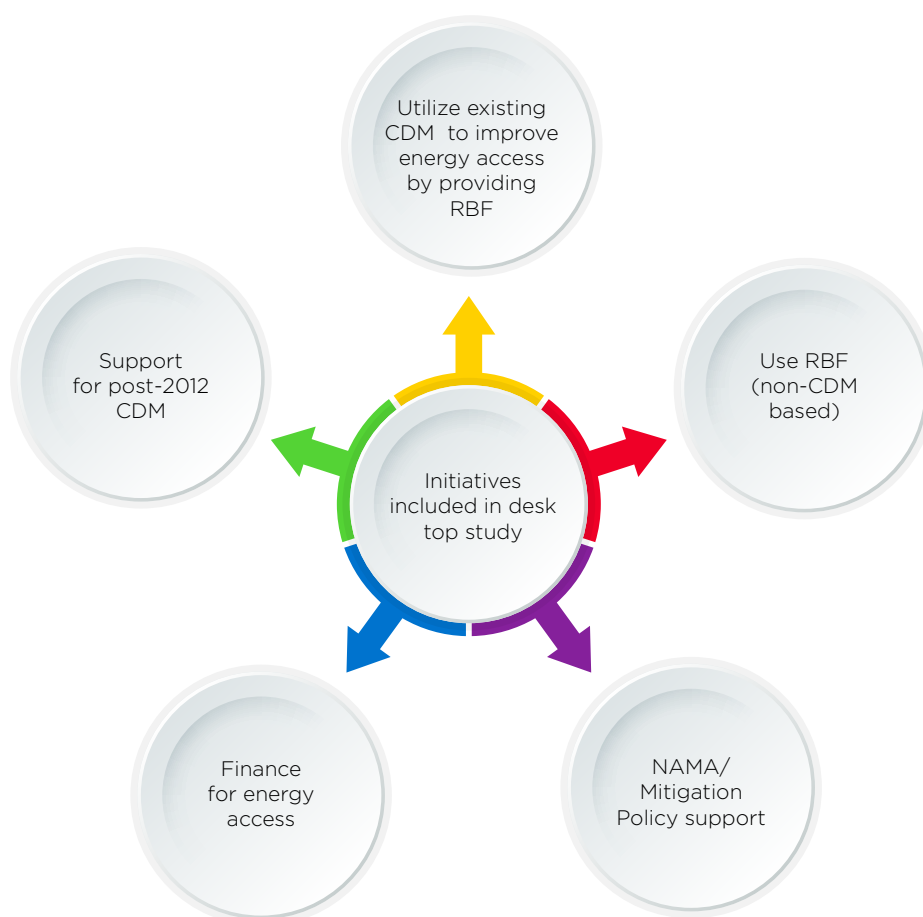 Utilize existing
CDM to improve
energy access
by providing
RBF
Support
for post-2012
CDM
Use RBF
(non-CDM
based)
Initiatives
included in desk
top study
Finance
for energy
access
NAMA/
Mitigation
Policy support